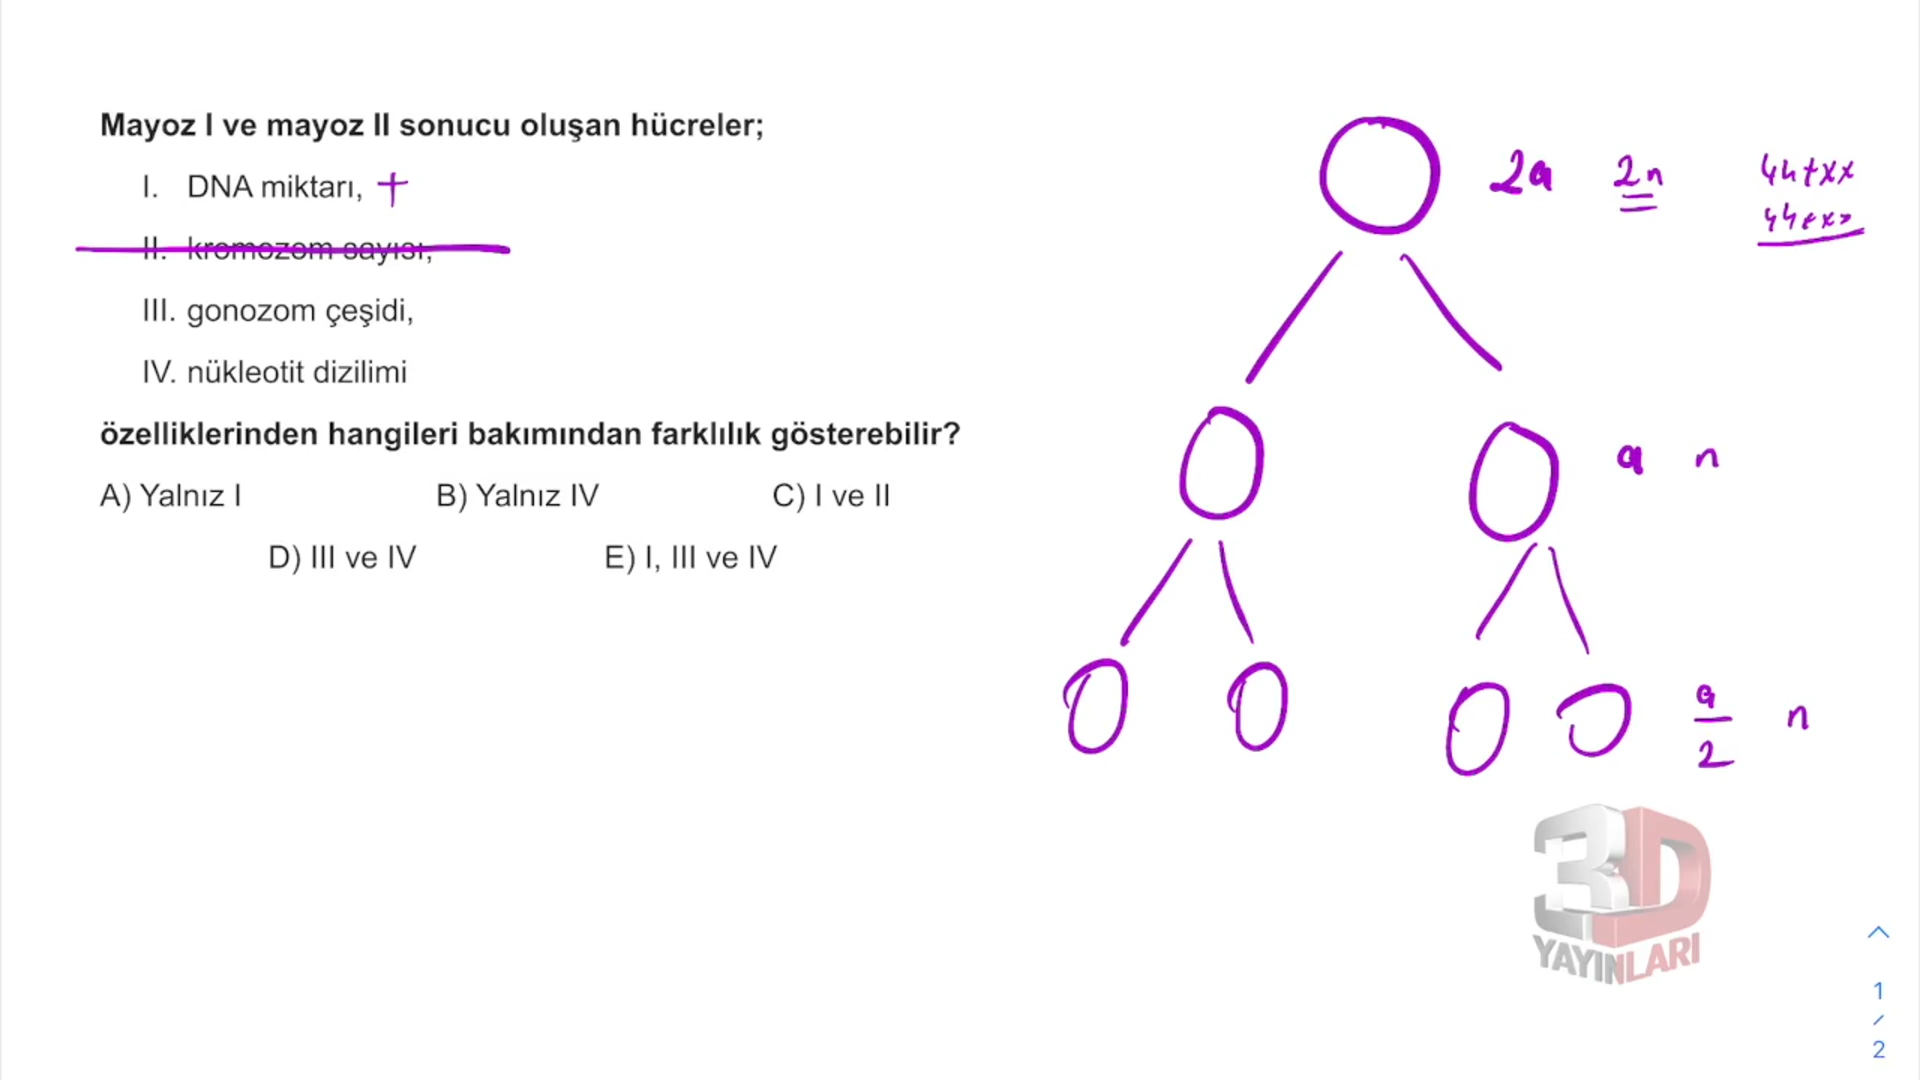 Mayoz I ve mayoz II sonucu oluşan hücreler;
I. DNA miktarı, +
II. kromozom sayısı,
III. gonozom çeşidi,
IV. nükleotit dizilimi
özelliklerinden hangileri bakımından farklılık gösterebilir?
A) Yalnız I B) Yalnız IV C) I ve II
D) III ve IV E) I, III ve IV
2a 2n 44+xx
44+x
a n
a/2 n
3D
YAYINLARI
1
/
2